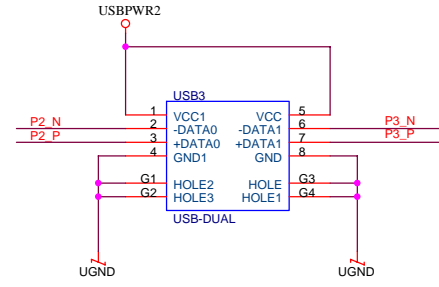 USBPWR2
USB3
1 VCC1 VCC 5
P2_N 2 -DATA0 -DATA1 6 P3_N
P2_P 3 +DATA0 +DATA1 7 P3_P
4 GND1 GND 8
G1 HOLE2 HOLE G3
G2 HOLE3 HOLE1 G4
USB-DUAL
UGND UGND